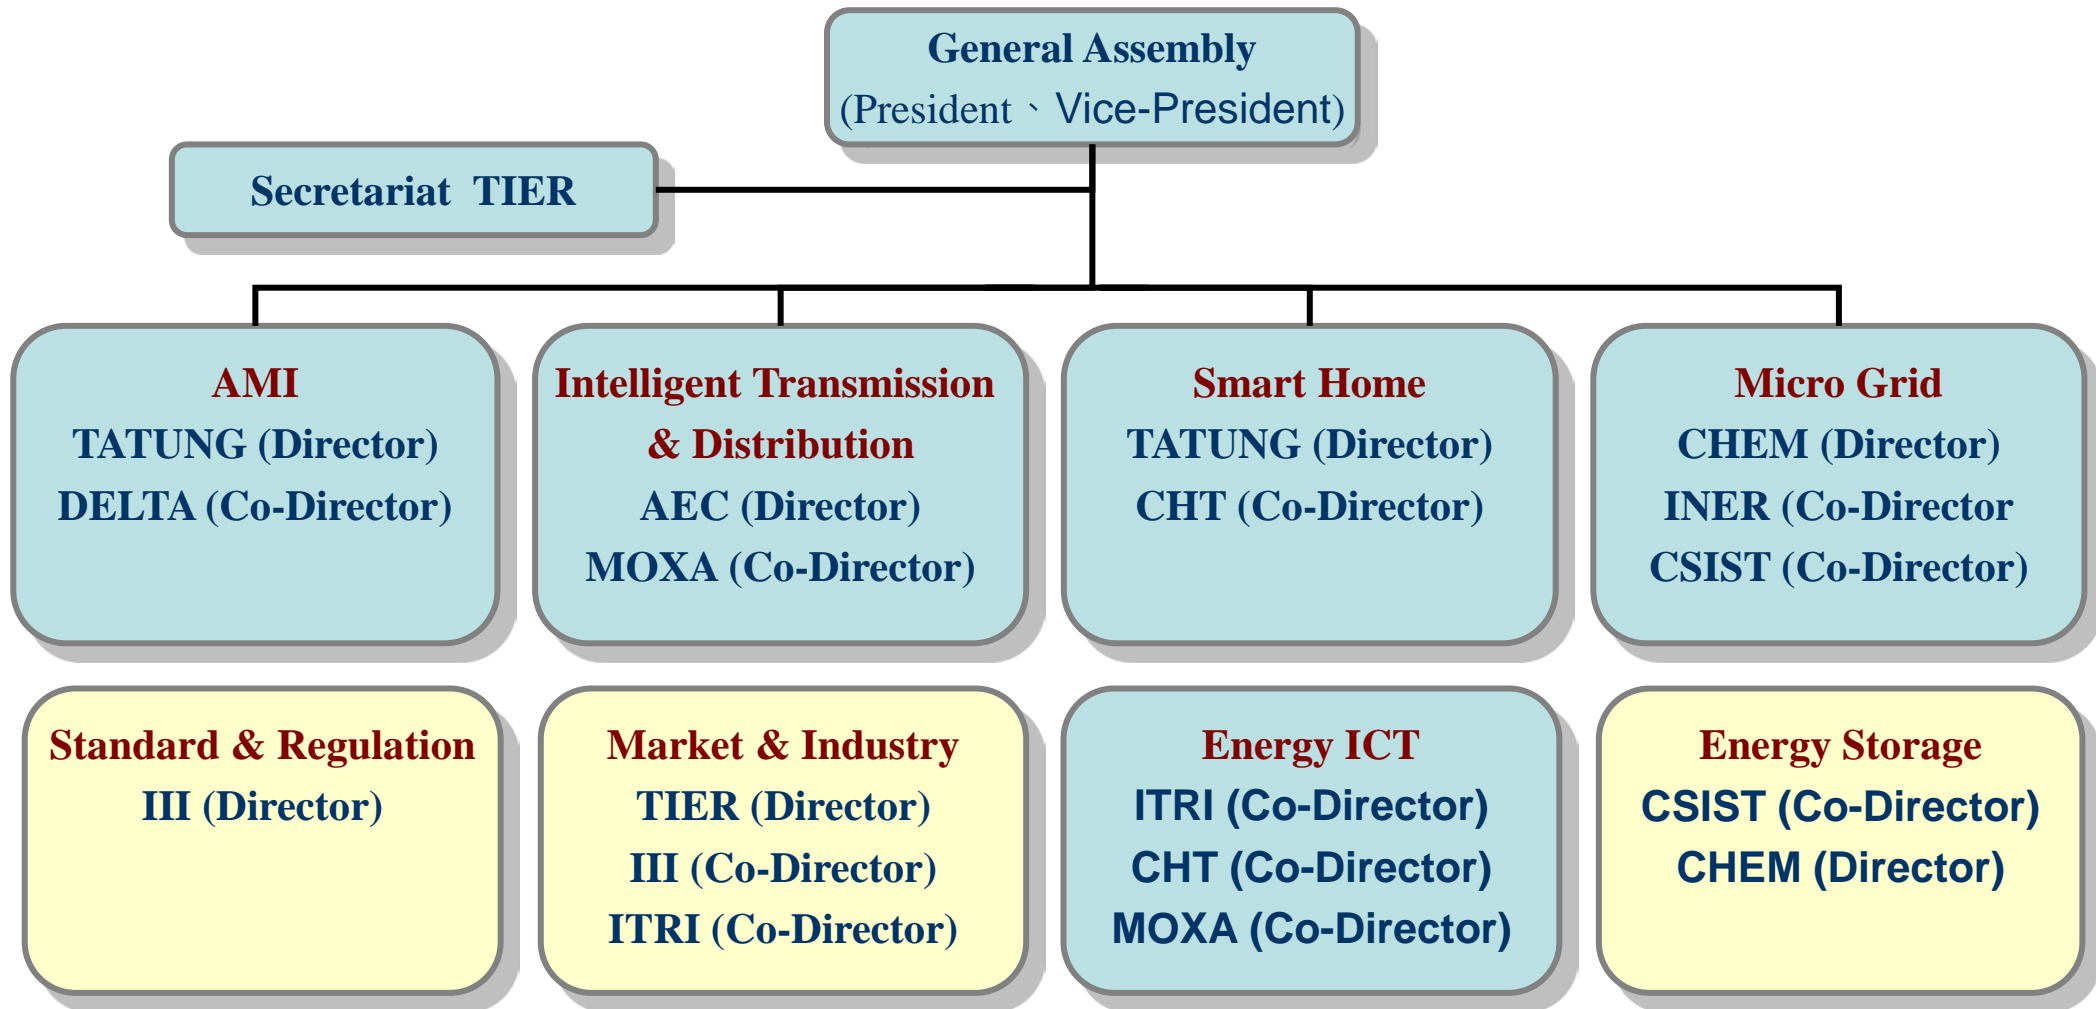 General Assembly
(President、Vice-President)
Secretariat TIER
AMI
TATUNG (Director)
DELTA (Co-Director)
Intelligent Transmission
& Distribution
AEC (Director)
MOXA (Co-Director)
Smart Home
TATUNG (Director)
CHT (Co-Director)
Micro Grid
CHEM (Director)
INER (Co-Director
CSIST (Co-Director)
Standard & Regulation
III (Director)
Market & Industry
TIER (Director)
III (Co-Director)
ITRI (Co-Director)
Energy ICT
ITRI (Co-Director)
CHT (Co-Director)
MOXA (Co-Director)
Energy Storage
CSIST (Co-Director)
CHEM (Director)